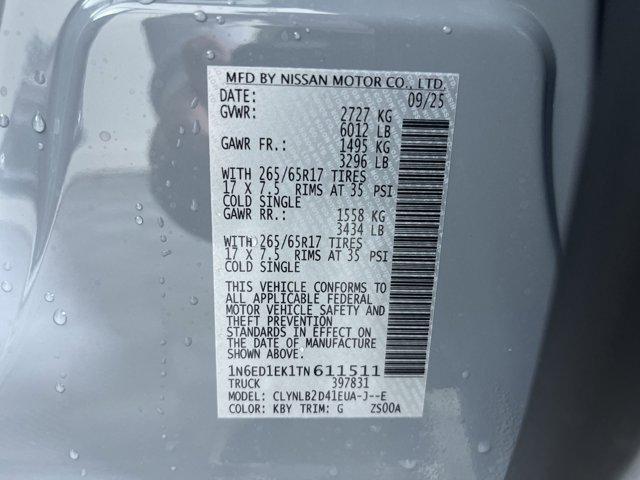 MFD BY NISSAN MOTOR CO., LTD.
DATE: 09/25
GVWR: 2727 KG
6012 LB
GAWR FR.: 1495 KG
3296 LB
WITH 265/65R17 TIRES
17 X 7.5 RIMS AT 35 PSI
COLD SINGLE
GAWR RR.: 1558 KG
3434 LB
WITH 265/65R17 TIRES
17 X 7.5 RIMS AT 35 PSI
COLD SINGLE
THIS VEHICLE CONFORMS TO
ALL APPLICABLE FEDERAL
MOTOR VEHICLE SAFETY AND
THEFT PREVENTION
STANDARDS IN EFFECT ON
THE DATE OF MANUFACTURE
SHOWN ABOVE.
1N6ED1EK1TN611511
TRUCK 397831
MODEL: CLYNLB2D41EUA-J--E
COLOR: KBY TRIM: G ZS00A